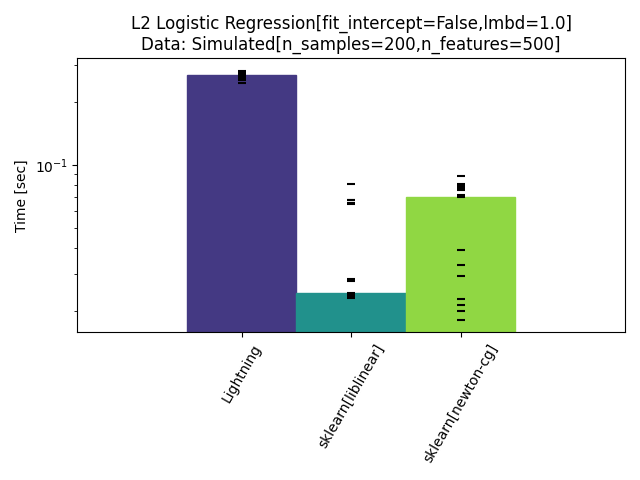 L2 Logistic Regression[fit_intercept=False,lmbd=1.0]
Data: Simulated[n_samples=200,n_features=500]
Time [sec]
10⁻¹
Lightning
sklearn[liblinear]
sklearn[newton-cg]